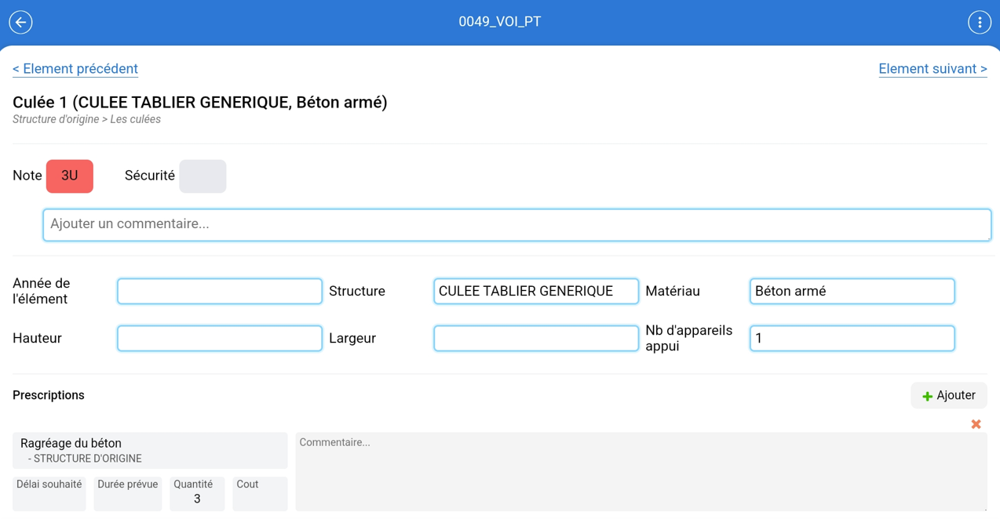 0049_VOI_PT
< Element précédent
Element suivant >
Culée 1 (CULEE TABLIER GENERIQUE, Béton armé)
Structure d'origine > Les culées
Note 3U Sécurité
Ajouter un commentaire...
Année de l'élément
Structure CULEE TABLIER GENERIQUE
Matériau Béton armé
Hauteur
Largeur
Nb d'appareils appui 1
Prescriptions
Ajouter
Ragréage du béton
- STRUCTURE D'ORIGINE
Commentaire...
Délai souhaité
Durée prévue
Quantité
3
Cout